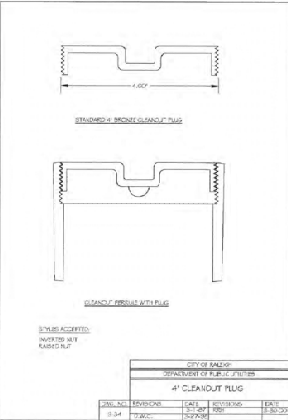 4.000"
STANDARD 4" BRONZE CLEANOUT PLUG
CLEANOUT FERRULE WITH PLUG
STYLES ACCEPTED:
INVERTED NUT
RAISED NUT
CITY OF RALEIGH
DEPARTMENT OF PUBLIC UTILITIES
4" CLEANOUT PLUG
DWG. NO. REVISIONS DATE REVISIONS DATE
S-34
D.W.C.